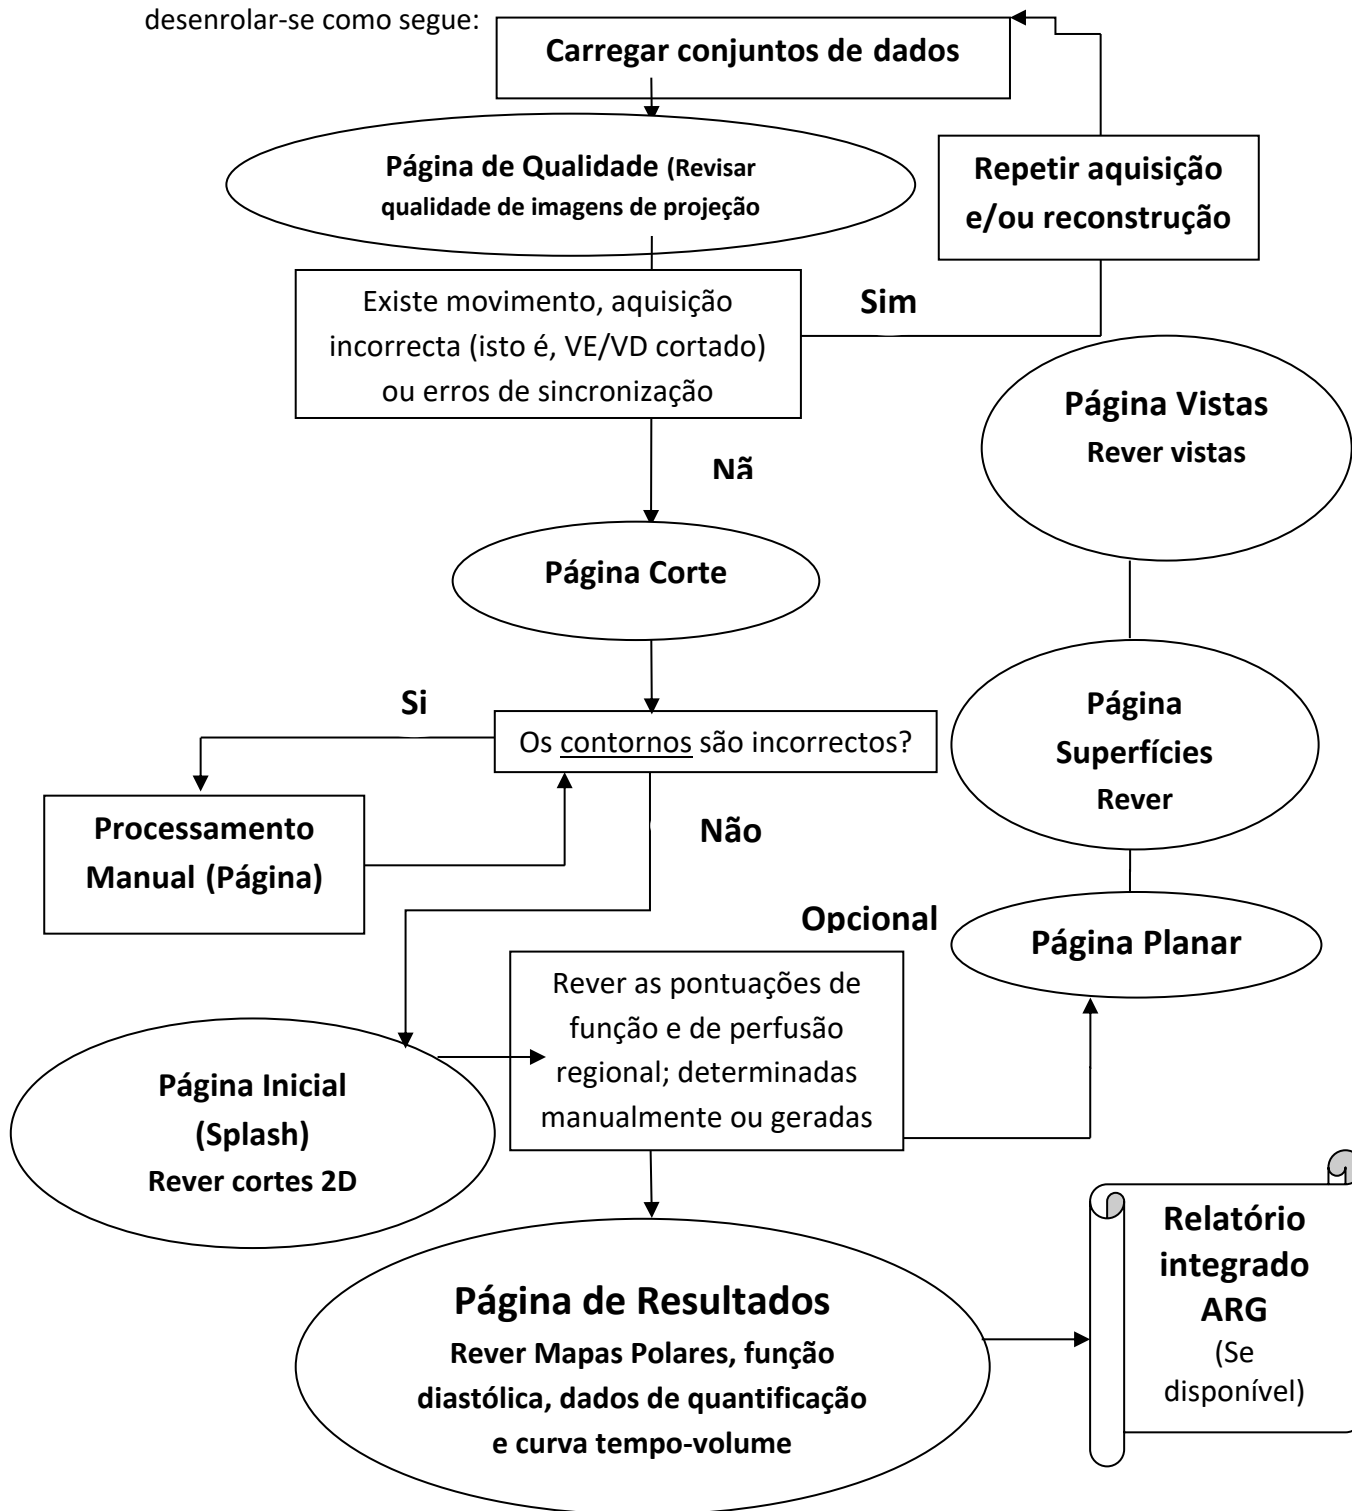 desenrolar-se como segue:
Carregar conjuntos de dados
Página de Qualidade (Revisar
qualidade de imagens de projeção
Repetir aquisição
e/ou reconstrução
Existe movimento, aquisição
incorrecta (isto é, VE/VD cortado)
ou erros de sincronização
Sim
Nã
Página Vistas
Rever vistas
Página Corte
Si
Os contornos são incorrectos?
Página
Superfícies
Rever
Processamento
Manual (Página)
Não
Opcional
Página Planar
Rever as pontuações de
função e de perfusão
regional; determinadas
manualmente ou geradas
Página Inicial
(Splash)
Rever cortes 2D
Página de Resultados
Rever Mapas Polares, função
diastólica, dados de quantificação
e curva tempo-volume
Relatório
integrado
ARG
(Se
disponível)